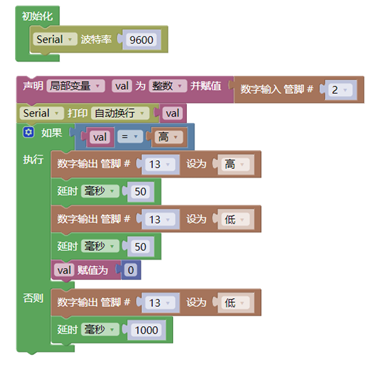 初始化
Serial 波特率 9600
声明 局部变量 val 为 整数 并赋值 数字输入 管脚 # 2
Serial 打印 自动换行 val
如果 val = 高
执行 数字输出 管脚 # 13 设为 高
延时 毫秒 50
数字输出 管脚 # 13 设为 低
延时 毫秒 50
val 赋值为 0
否则 数字输出 管脚 # 13 设为 低
延时 毫秒 1000